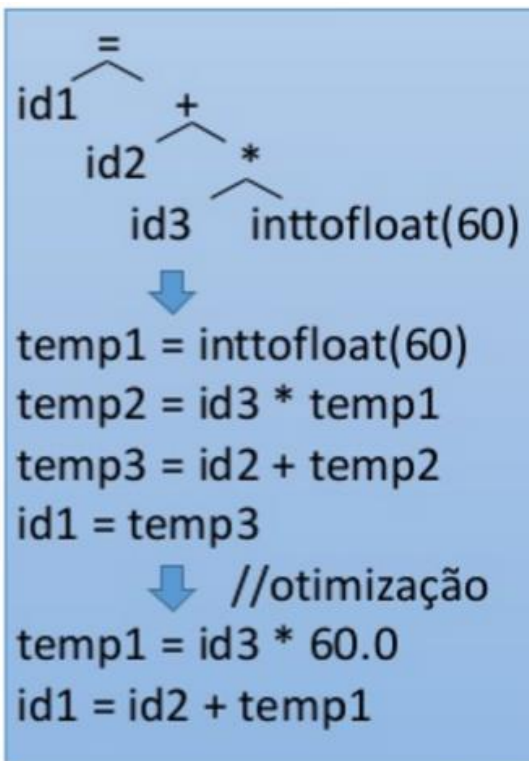 =
id1 +
id2 *
id3 inttofloat(60)
temp1 = inttofloat(60)
temp2 = id3 * temp1
temp3 = id2 + temp2
id1 = temp3
//otimização
temp1 = id3 * 60.0
id1 = id2 + temp1